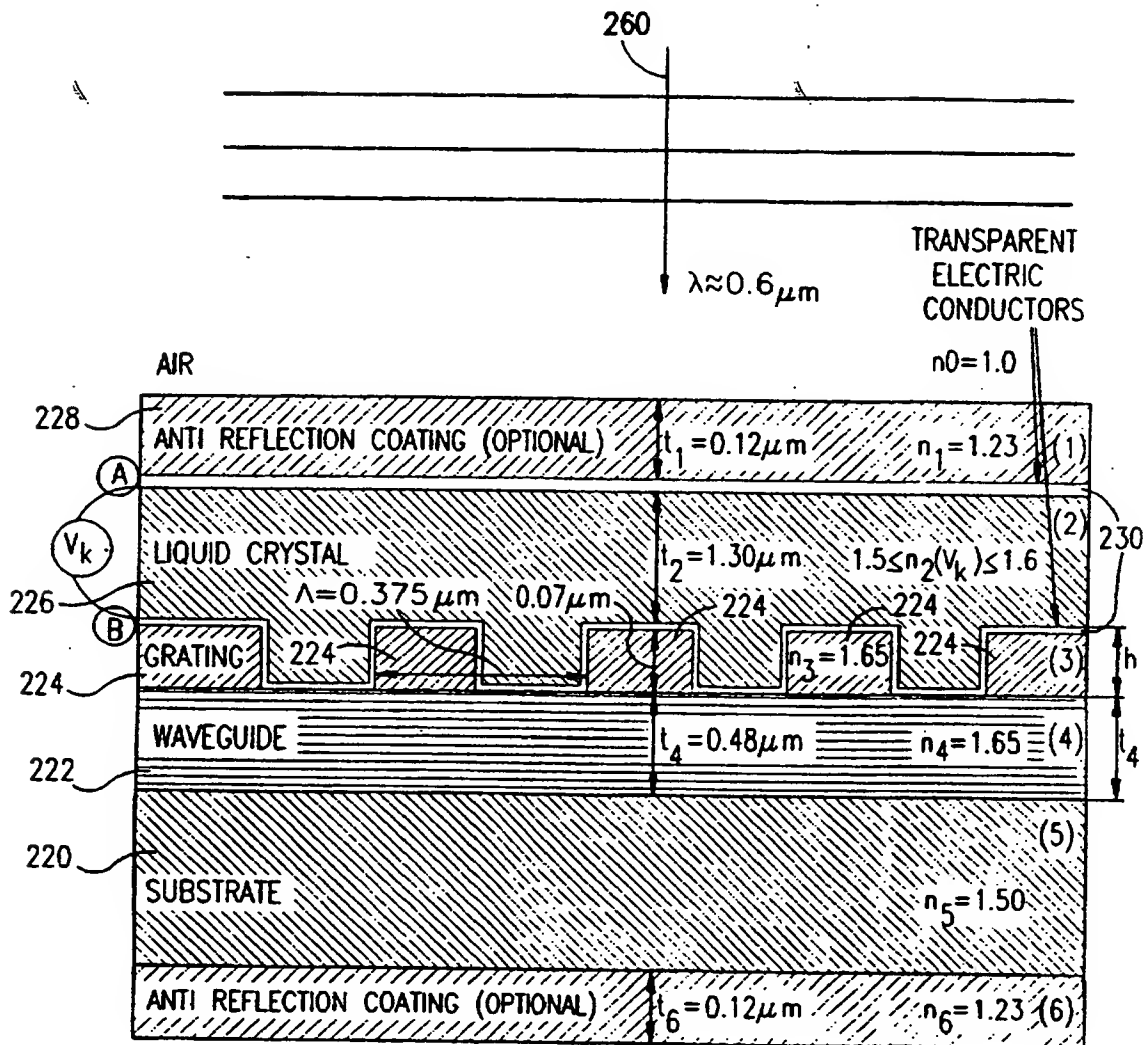 260
λ≈0.6μm
TRANSPARENT
ELECTRIC
CONDUCTORS
AIR
n0=1.0
228
ANTI REFLECTION COATING (OPTIONAL)
t1=0.12μm
n1=1.23
(1)
A
Vk
LIQUID CRYSTAL
t2=1.30μm
1.5≤n2(Vk)≤1.6
(2)
230
226
Λ=0.375μm
0.07μm
224
224
B
GRATING
224
n3=1.65
224
(3)
h
224
WAVEGUIDE
t4=0.48μm
n4=1.65
(4)
t4
222
220
(5)
SUBSTRATE
n5=1.50
ANTI REFLECTION COATING (OPTIONAL)
t6=0.12μm
n6=1.23
(6)